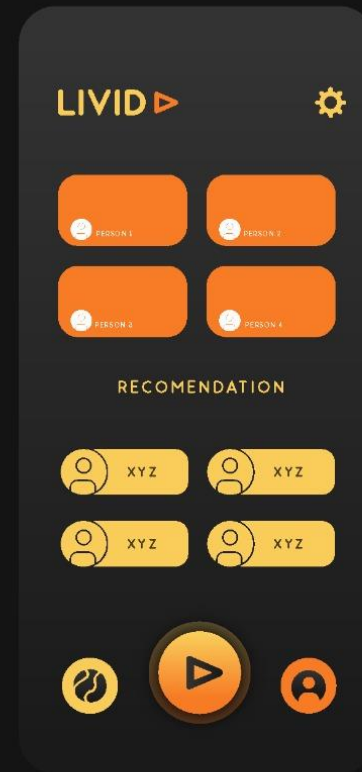 LIVID
PERSON 1
PERSON 2
PERSON 3
PERSON 4
RECOMENDATION
XYZ
XYZ
XYZ
XYZ